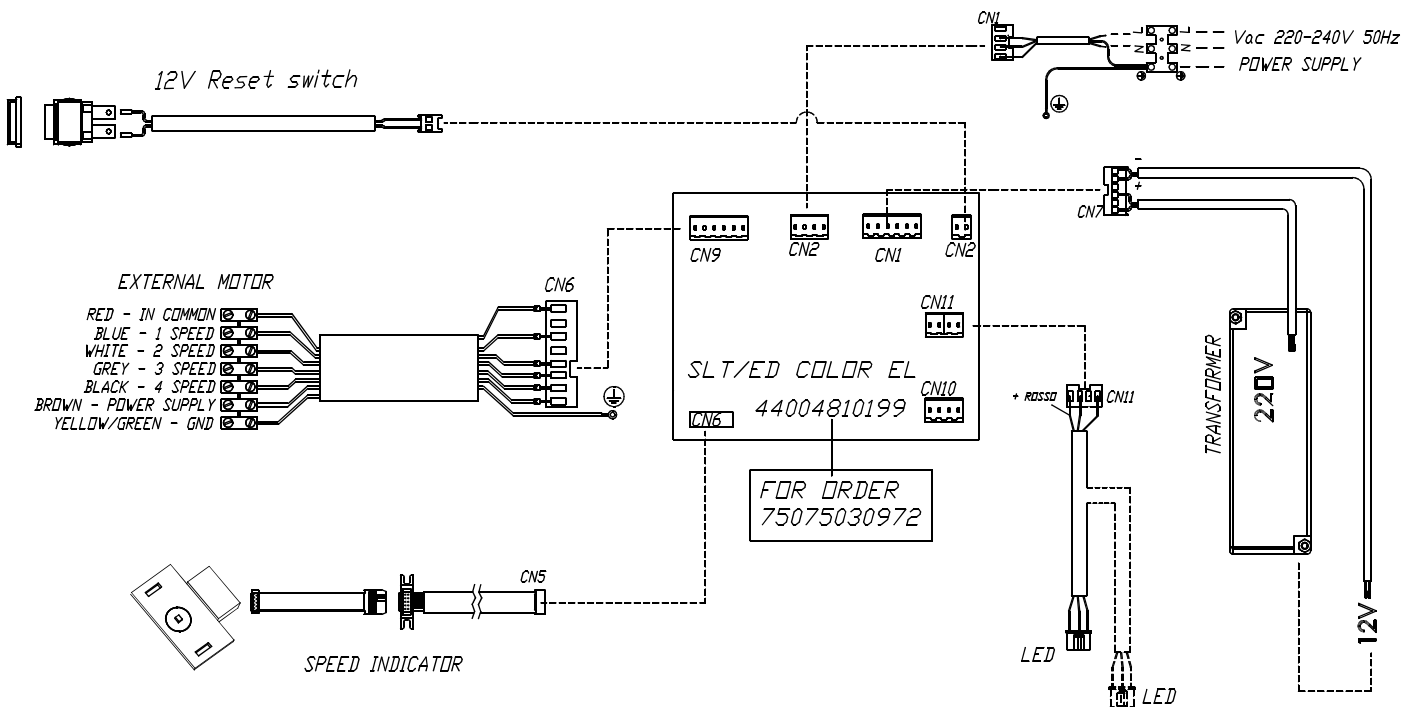 CN1
L L
Vac 220-240V 50Hz
N N
POWER SUPPLY
12V Reset switch
-
+
CN7
CN9
CN2
CN1
CN2
EXTERNAL MOTOR
CN6
RED - IN COMMON
BLUE - 1 SPEED
WHITE - 2 SPEED
GREY - 3 SPEED
BLACK - 4 SPEED
BROWN - POWER SUPPLY
YELLOW/GREEN - GND
CN11
SLT/ED COLOR EL
44004810199
CN10
CN6
+ ROSSO
CN11
TRANSFORMER
220V
FOR ORDER
75075030972
CN5
SPEED INDICATOR
12V
LED
LED